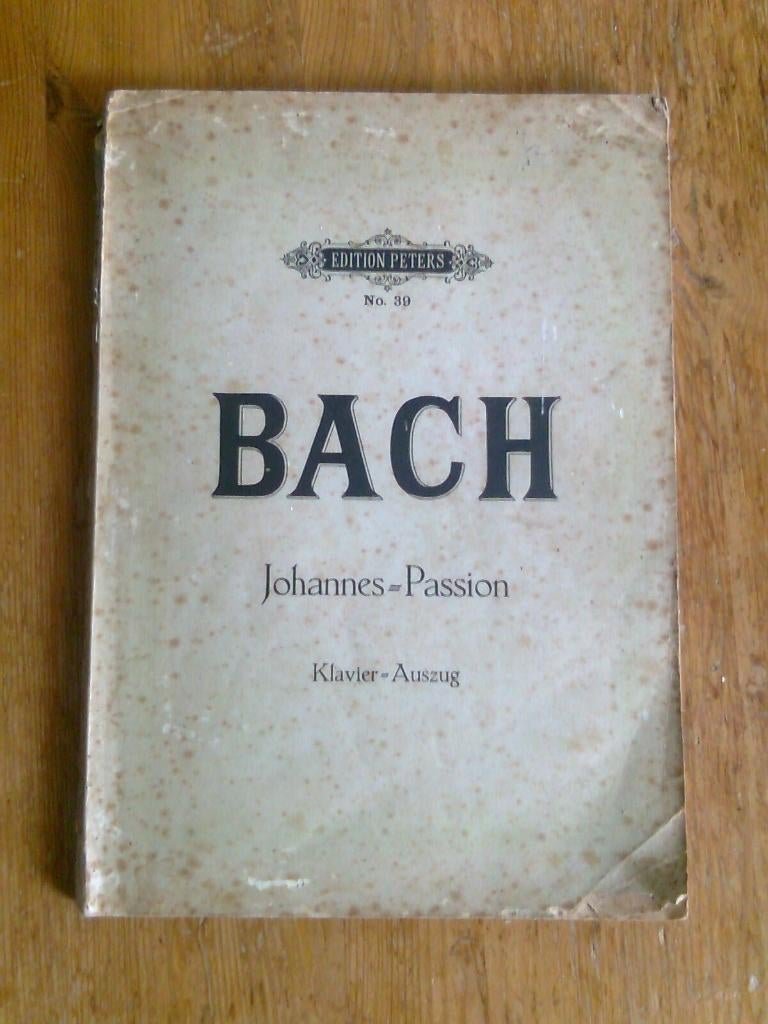 EDITION PETERS
No. 39
BACH
Johannes=Passion
Klavier=Auszug